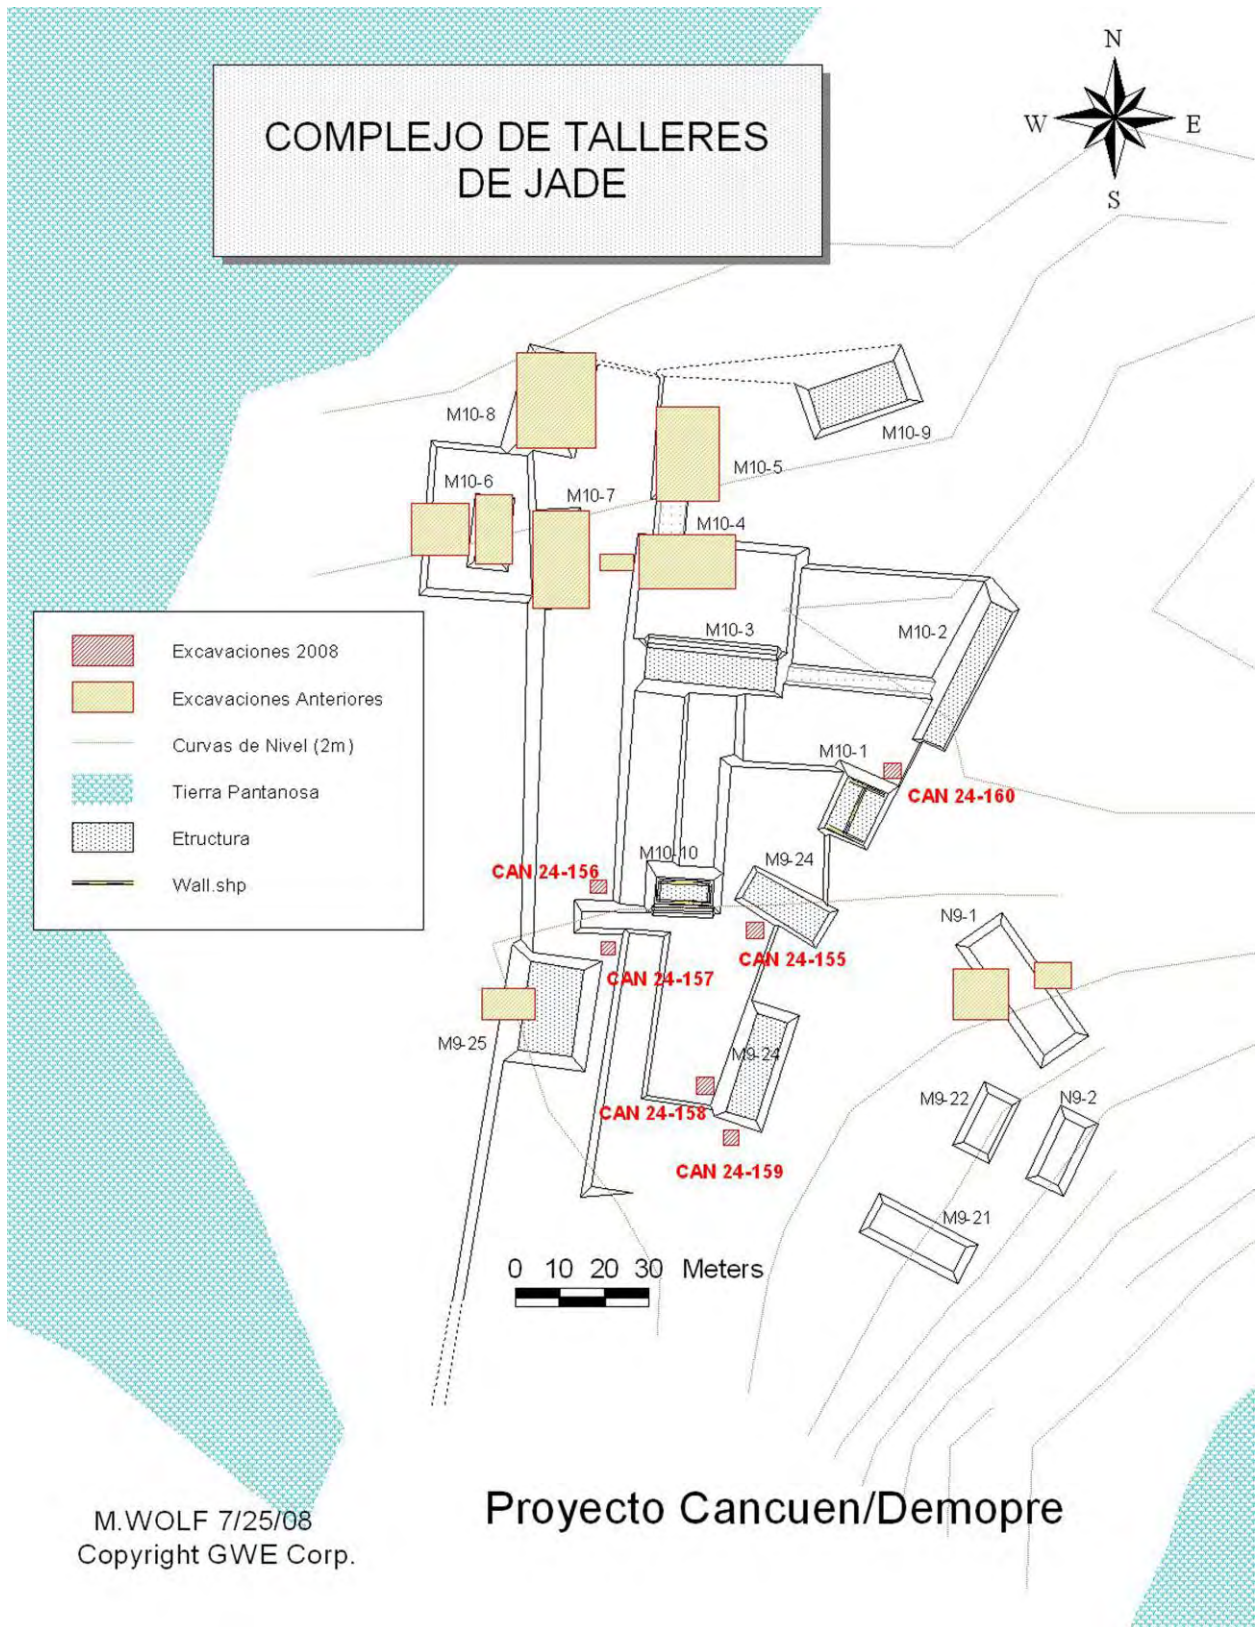 N
W E
S
COMPLEJO DE TALLERES
DE JADE
M10-8
M10-9
M10-5
M10-6
M10-7
M10-4
M10-3
M10-2
Excavaciones 2008
Excavaciones Anteriores
Curvas de Nivel (2m)
Tierra Pantanosa
Etructura
Wall.shp
M10-1
CAN 24-160
M10-10
M9-24
CAN 24-156
N9-1
CAN 24-155
CAN 24-157
M9-25
M9-24
M9-22
N9-2
CAN 24-158
CAN 24-159
M9-21
0 10 20 30 Meters
Proyecto Cancuen/Demopre
M.WOLF 7/25/08
Copyright GWE Corp.